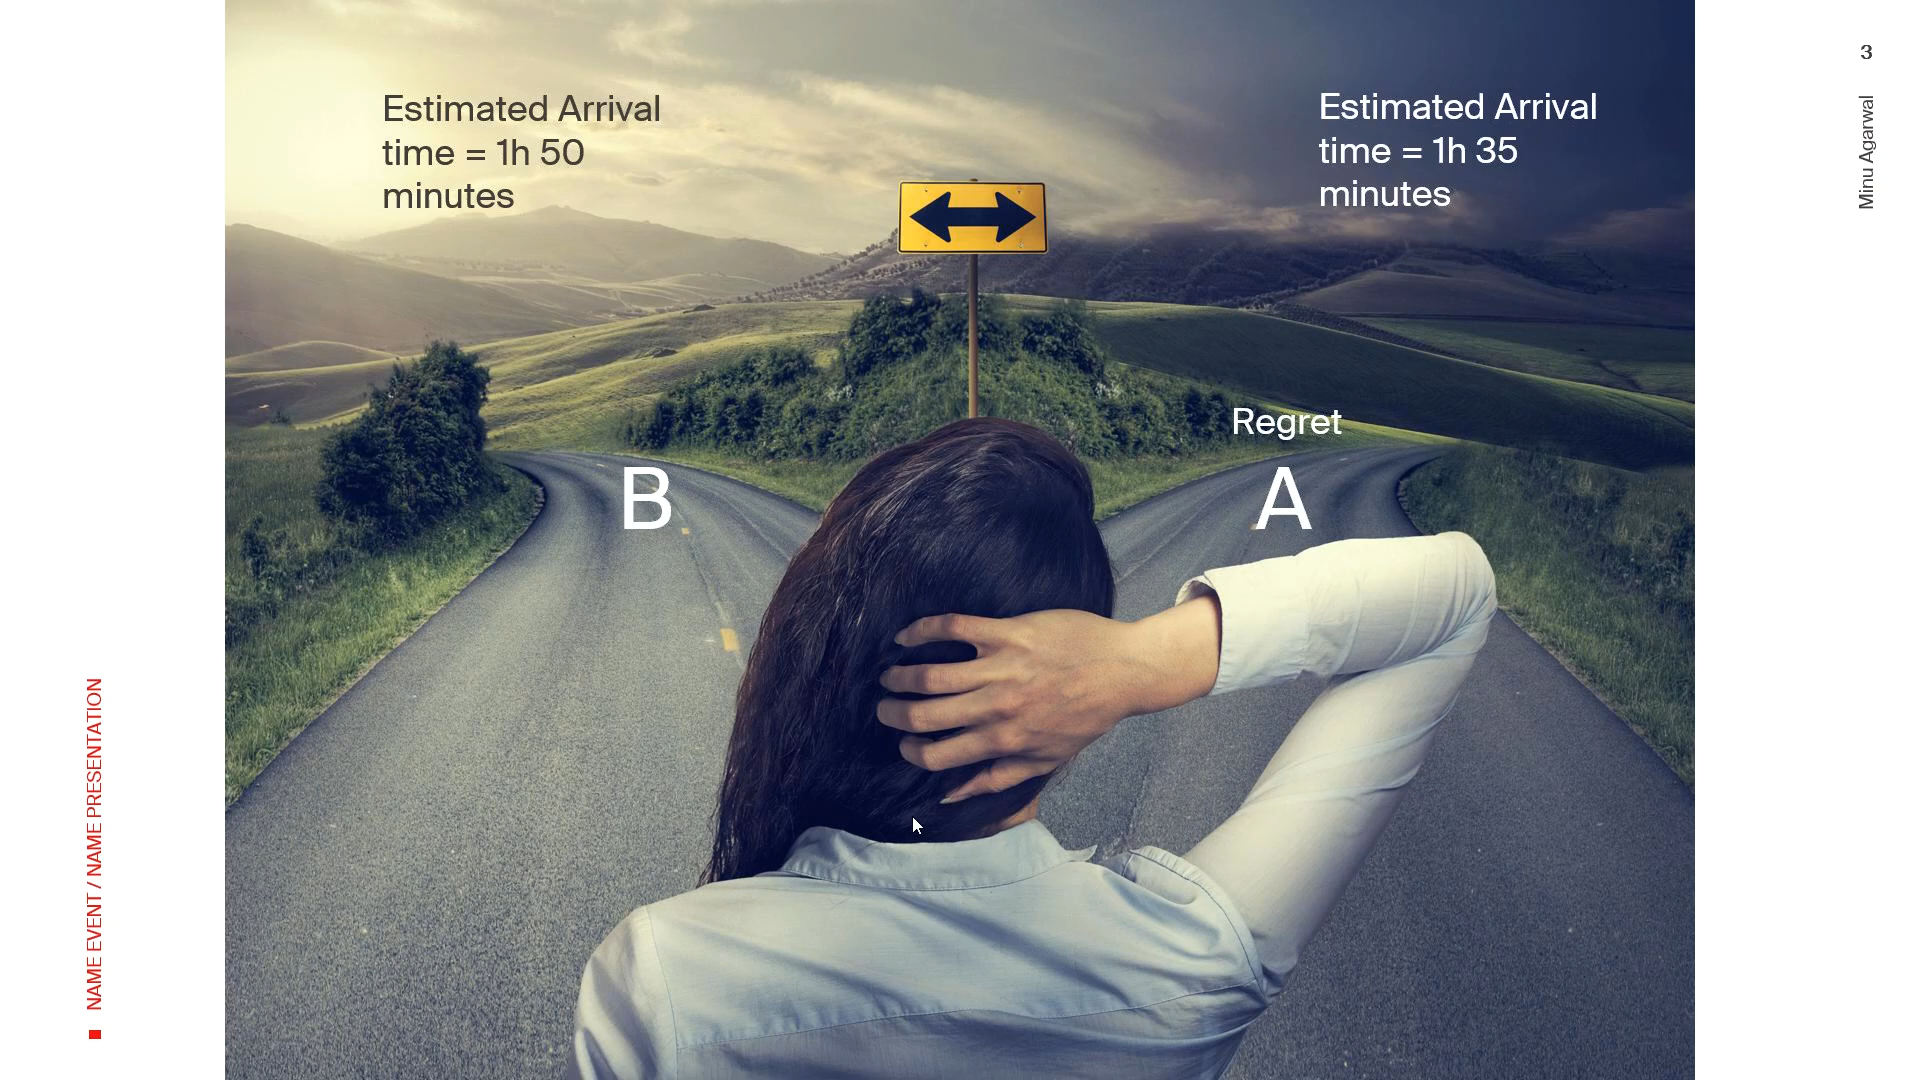 Estimated Arrival
time = 1h 50
minutes
Estimated Arrival
time = 1h 35
minutes
Regret
B
A
3
Minu Agarwal
NAME EVENT / NAME PRESENTATION